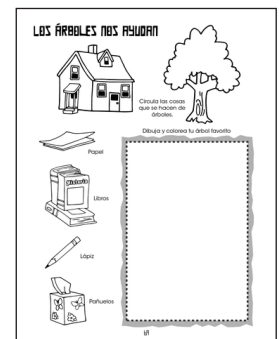 LOS ÁRBOLES NOS AYUDAN
Circula las cosas
que se hacen de
árboles.
Dibuja y colorea tu árbol favorito
Papel
Historia
Libros
Lápiz
Pañuelos